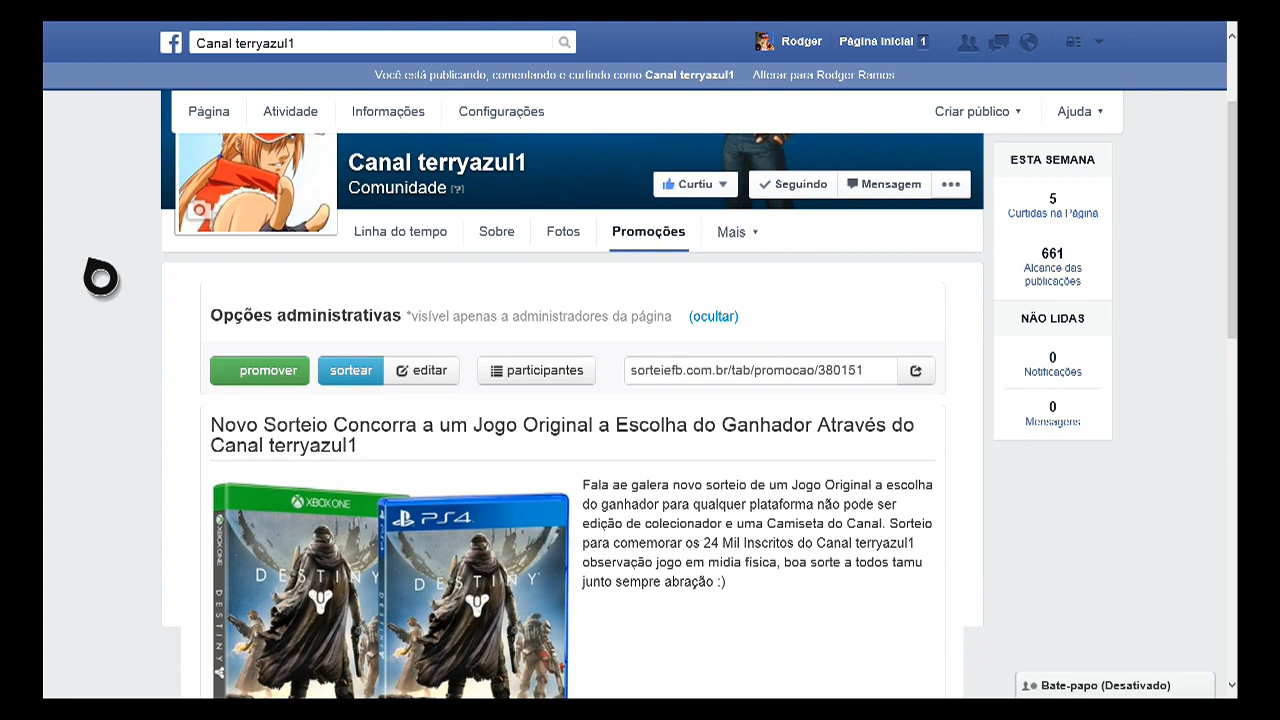 Canal terryazul1
Rodger
Página inicial 1
Você está publicando, comentando e curtindo como Canal terryazul1 Alterar para Rodger Ramos
Página
Atividade
Informações
Configurações
Criar público
Ajuda
Canal terryazul1
Comunidade [?]
Curtiu
Seguindo
Mensagem
Linha do tempo
Sobre
Fotos
Promoções
Mais
ESTA SEMANA
5
Curtidas na Página
661
Alcance das
publicações
NÃO LIDAS
0
Notificações
0
Mensagens
Opções administrativas *visível apenas a administradores da página (ocultar)
promover
sortear
editar
participantes
sorteiefb.com.br/tab/promocao/380151
Novo Sorteio Concorra a um Jogo Original a Escolha do Ganhador Através do
Canal terryazul1
XBOX ONE
PS4
DESTINY
DESTINY
DESTINY
DESTINY
Fala ae galera novo sorteio de um Jogo Original a escolha
do ganhador para qualquer plataforma não pode ser
edição de colecionador e uma Camiseta do Canal. Sorteio
para comemorar os 24 Mil Inscritos do Canal terryazul1
observação jogo em midia fisica, boa sorte a todos tamu
junto sempre abração :)
Bate-papo (Desativado)